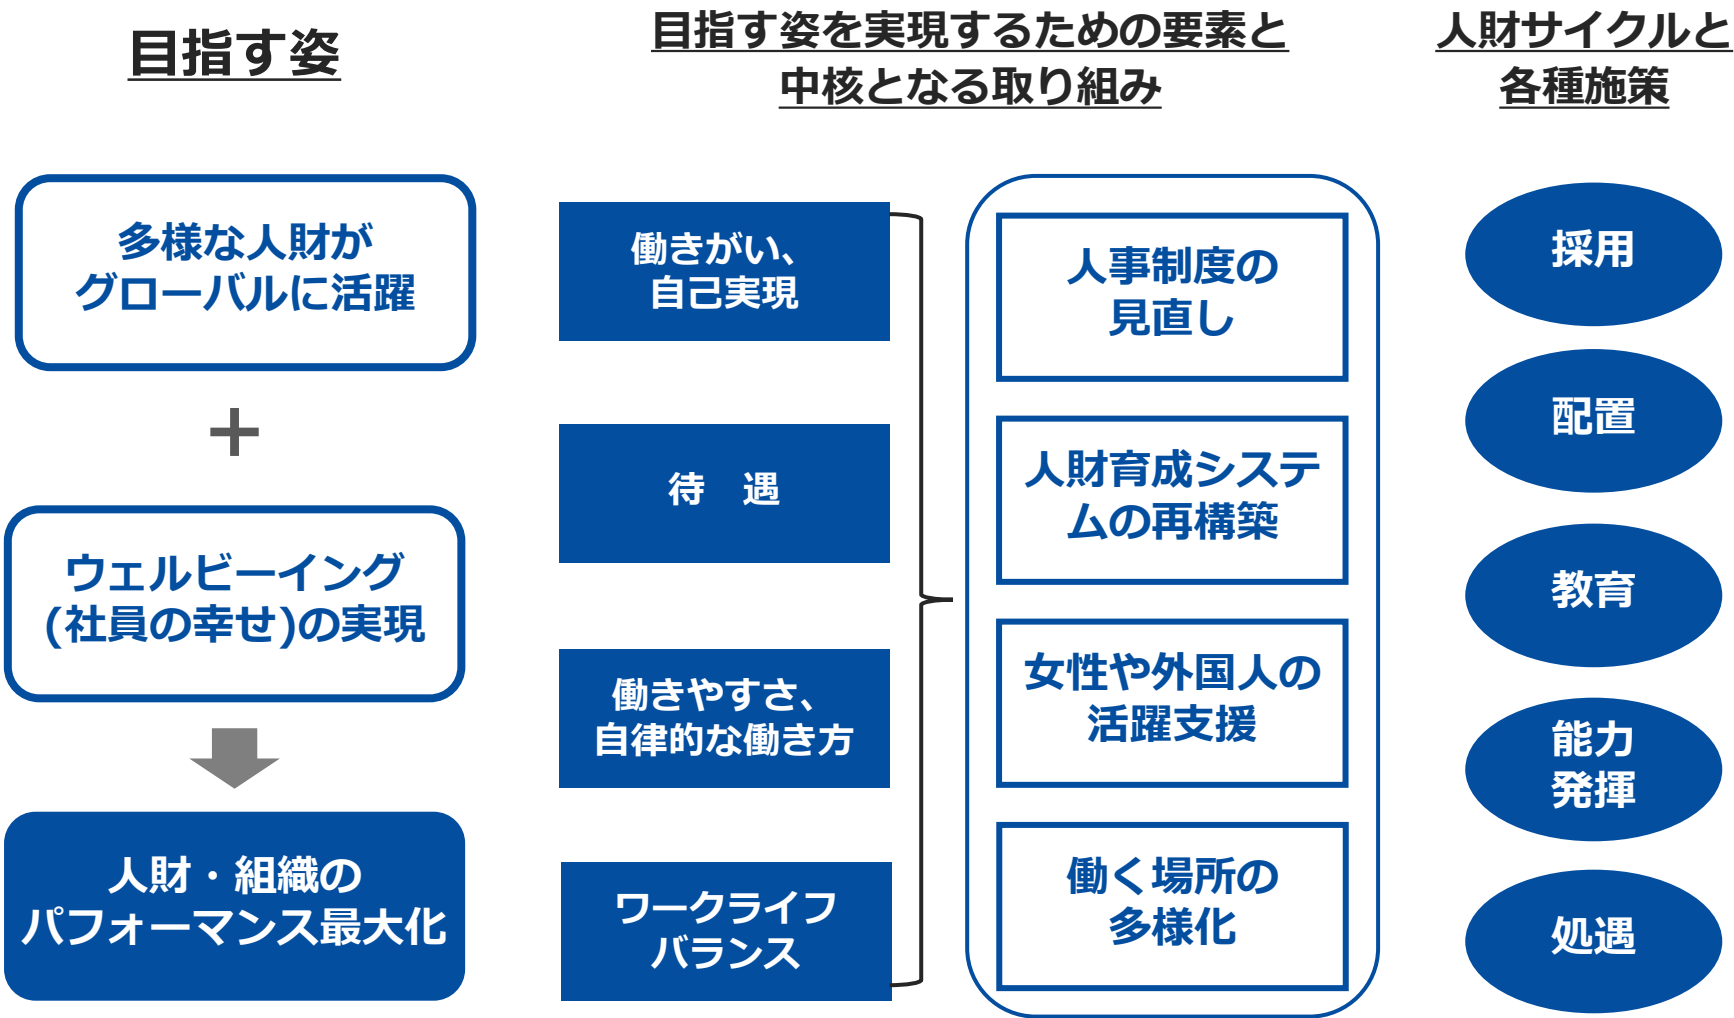 目指す姿
目指す姿を実現するための要素と
中核となる取り組み
人財サイクルと
各種施策
多様な人財が
グローバルに活躍
+
ウェルビーイング
(社員の幸せ)の実現
人財・組織の
パフォーマンス最大化
働きがい、
自己実現
待　遇
働きやすさ、
自律的な働き方
ワークライフ
バランス
人事制度の
見直し
人財育成システ
ムの再構築
女性や外国人の
活躍支援
働く場所の
多様化
採用
配置
教育
能力
発揮
処遇